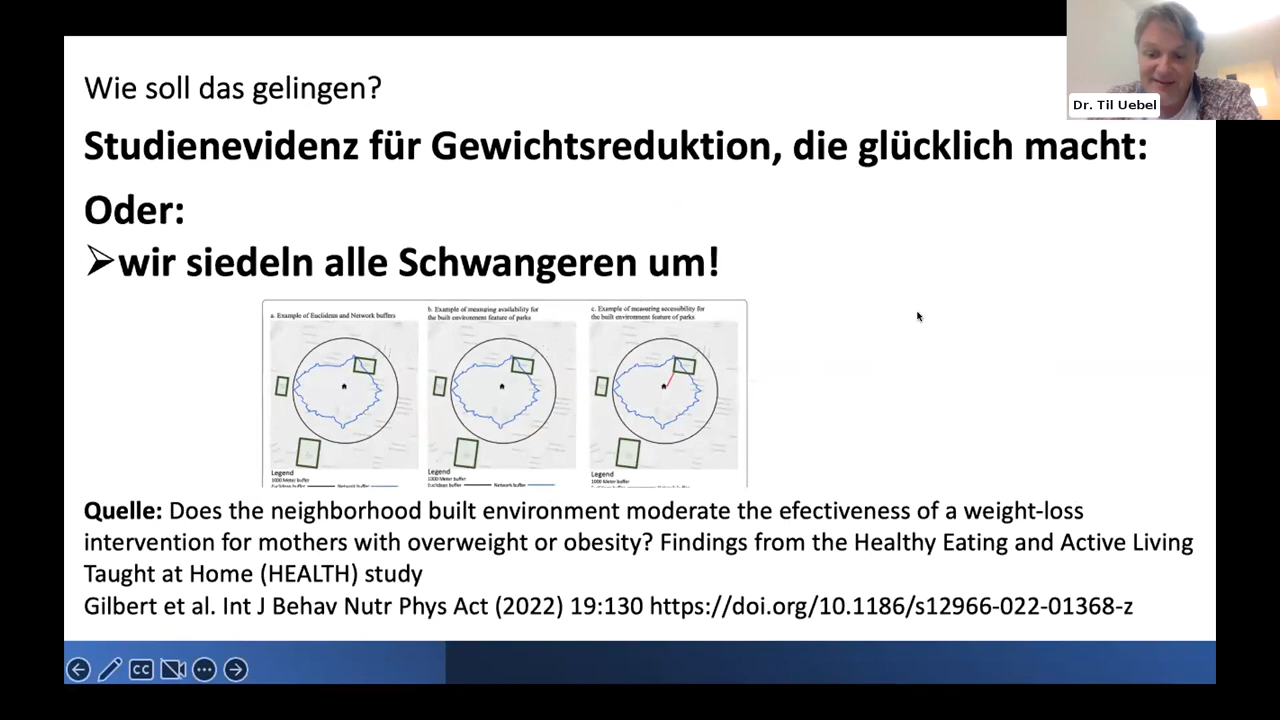 Dr. Til Uebel
Wie soll das gelingen?
Studienevidenz für Gewichtsreduktion, die glücklich macht:
Oder:
➢wir siedeln alle Schwangeren um!
a. Example of Euclidean and Network buffers
b. Example of measuring availability for
the built environment feature of parks
c. Example of measuring accessibility for
the built environment feature of parks
Legend
1000 Meter buffer
Euclidean buffer Network buffer
Legend
1000 Meter buffer
Euclidean buffer Network buffer
Legend
1000 Meter buffer
Quelle: Does the neighborhood built environment moderate the efectiveness of a weight-loss
intervention for mothers with overweight or obesity? Findings from the Healthy Eating and Active Living
Taught at Home (HEALTH) study
Gilbert et al. Int J Behav Nutr Phys Act (2022) 19:130 https://doi.org/10.1186/s12966-022-01368-z
CC